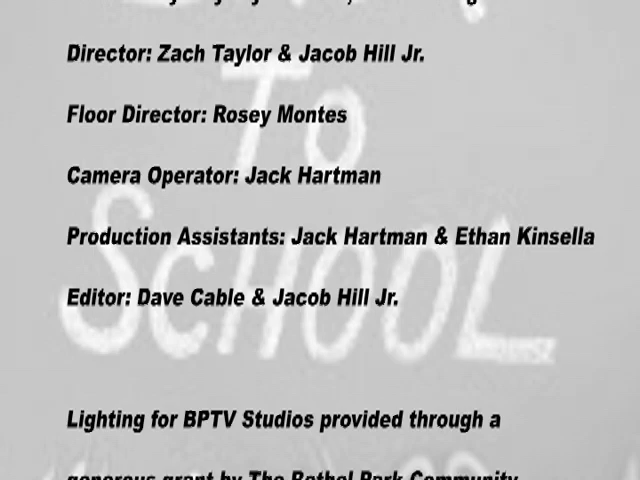 Director: Zach Taylor & Jacob Hill Jr.
To
Floor Director: Rosey Montes
Camera Operator: Jack Hartman
Production Assistants: Jack Hartman & Ethan Kinsella
SCHOOL
Editor: Dave Cable & Jacob Hill Jr.
Lighting for BPTV Studios provided through a
generous grant by The Bethel Park Community